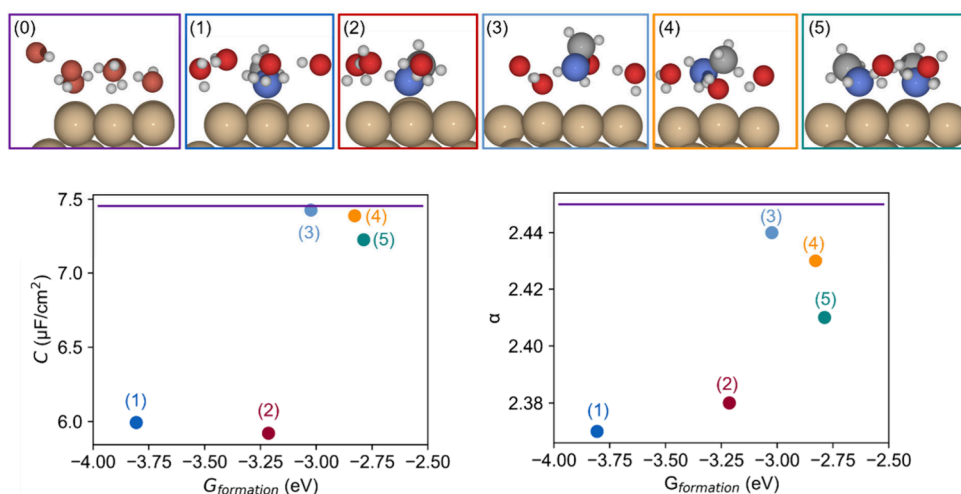 (0) (1) (2) (3) (4) (5)
7.5
7.0
6.5
6.0
C (μF/cm²)
(1)
(2)
(3)
(4)
(5)
−4.00 −3.75 −3.50 −3.25 −3.00 −2.75 −2.50
G_formation (eV)
2.44
2.42
2.40
2.38
α
(1)
(2)
(3)
(4)
(5)
−4.00 −3.75 −3.50 −3.25 −3.00 −2.75 −2.50
G_formation (eV)